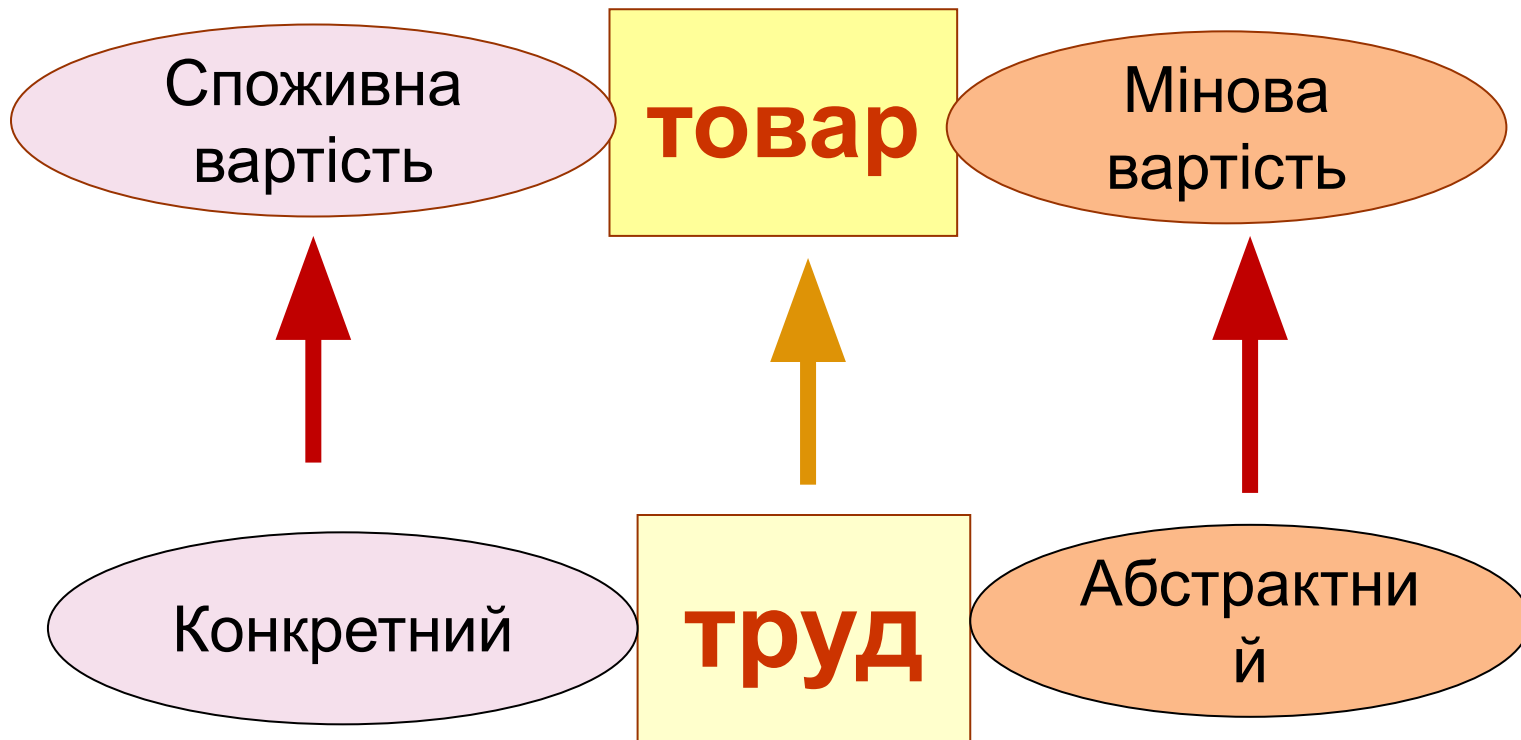 Споживна
вартість
товар
Мінова
вартість
Конкретний
труд
Абстрактни
й